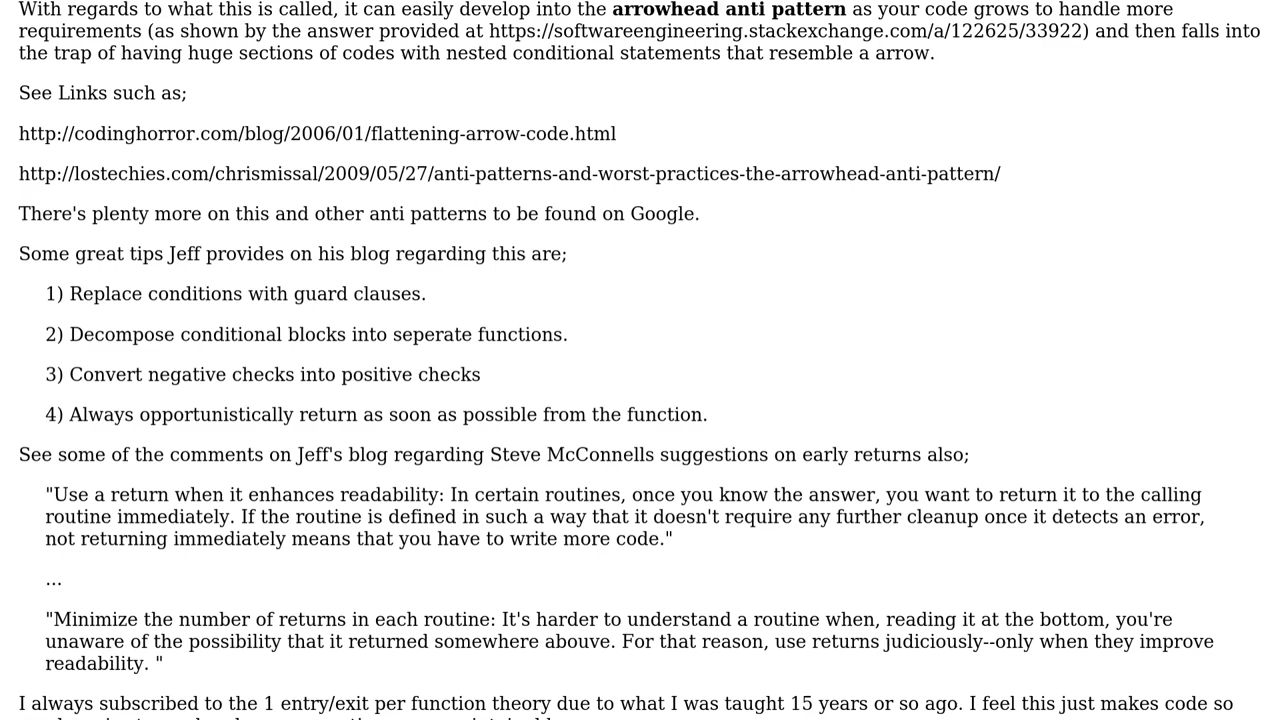 With regards to what this is called, it can easily develop into the arrowhead anti pattern as your code grows to handle more
requirements (as shown by the answer provided at https://softwareengineering.stackexchange.com/a/122625/33922) and then falls into
the trap of having huge sections of codes with nested conditional statements that resemble a arrow.
See Links such as;
http://codinghorror.com/blog/2006/01/flattening-arrow-code.html
http://lostechies.com/chrismissal/2009/05/27/anti-patterns-and-worst-practices-the-arrowhead-anti-pattern/
There's plenty more on this and other anti patterns to be found on Google.
Some great tips Jeff provides on his blog regarding this are;
1) Replace conditions with guard clauses.
2) Decompose conditional blocks into seperate functions.
3) Convert negative checks into positive checks
4) Always opportunistically return as soon as possible from the function.
See some of the comments on Jeff's blog regarding Steve McConnells suggestions on early returns also;
"Use a return when it enhances readability: In certain routines, once you know the answer, you want to return it to the calling
routine immediately. If the routine is defined in such a way that it doesn't require any further cleanup once it detects an error,
not returning immediately means that you have to write more code."
...
"Minimize the number of returns in each routine: It's harder to understand a routine when, reading it at the bottom, you're
unaware of the possibility that it returned somewhere abouve. For that reason, use returns judiciously--only when they improve
readability. "
I always subscribed to the 1 entry/exit per function theory due to what I was taught 15 years or so ago. I feel this just makes code so